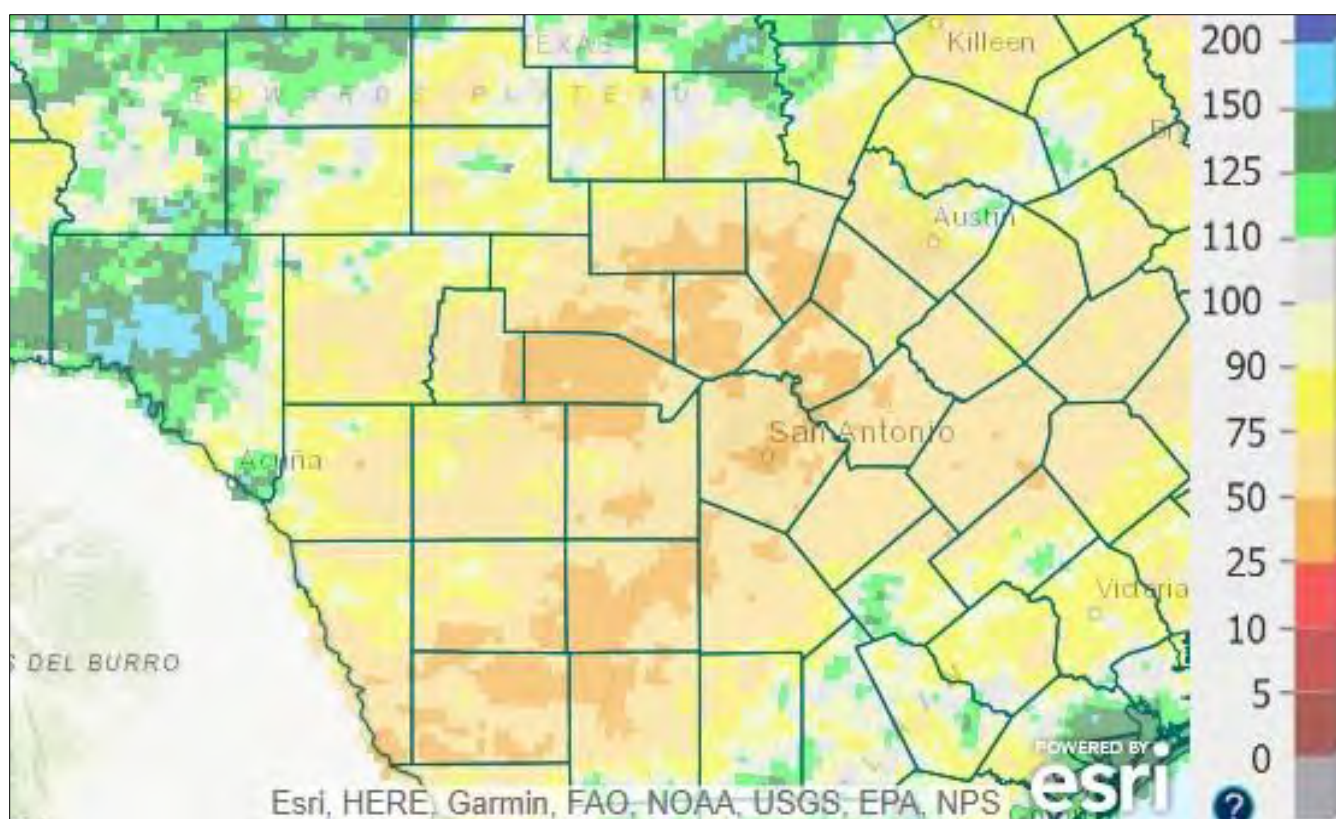 TEXAS
Killeen
EDWARDS PLATEAU
Austin
Acuña
San Antonio
Victoria
S DEL BURRO
POWERED BY
esri
Esri, HERE, Garmin, FAO, NOAA, USGS, EPA, NPS
200
150
125
110
100
90
75
50
25
10
5
0
?